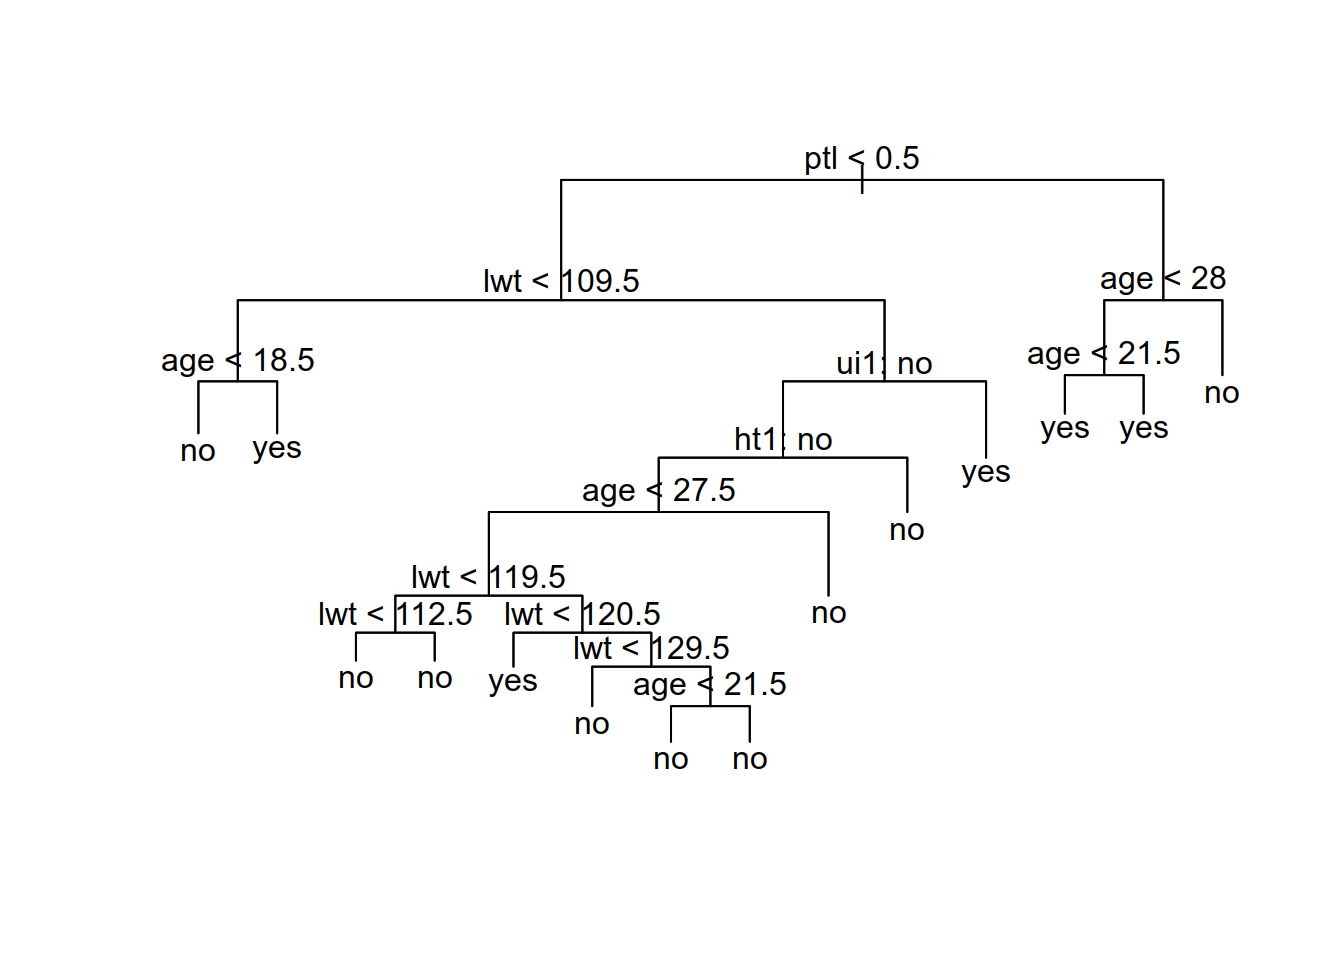 ptl < 0.5
lwt < 109.5
age < 28
age < 18.5
ui1: no
age < 21.5
no
yes
ht1: no
yes
yes
yes
no
age < 27.5
no
lwt < 119.5
no
lwt < 112.5
lwt < 120.5
no
no
yes
lwt < 129.5
no
age < 21.5
no
no